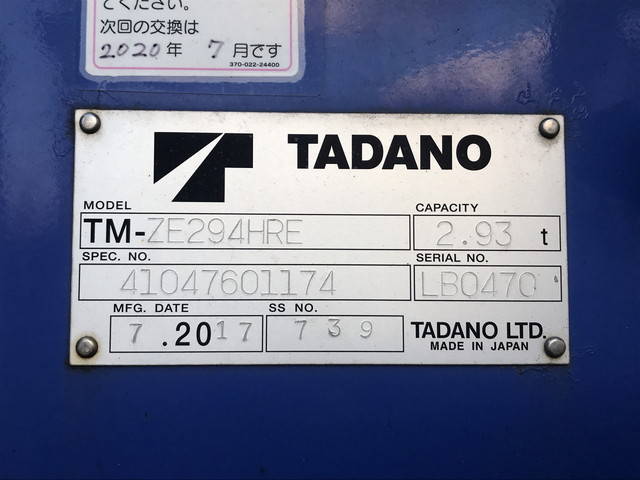 てください。
次回の交換は
2020年 7月です
370-022-24400
TADANO
MODEL
TM-ZE294HRE
CAPACITY
2.93 t
SPEC. NO.
41047601174
SERIAL NO.
LB0470
MFG. DATE
7.2017
SS NO.
739
TADANO LTD.
MADE IN JAPAN